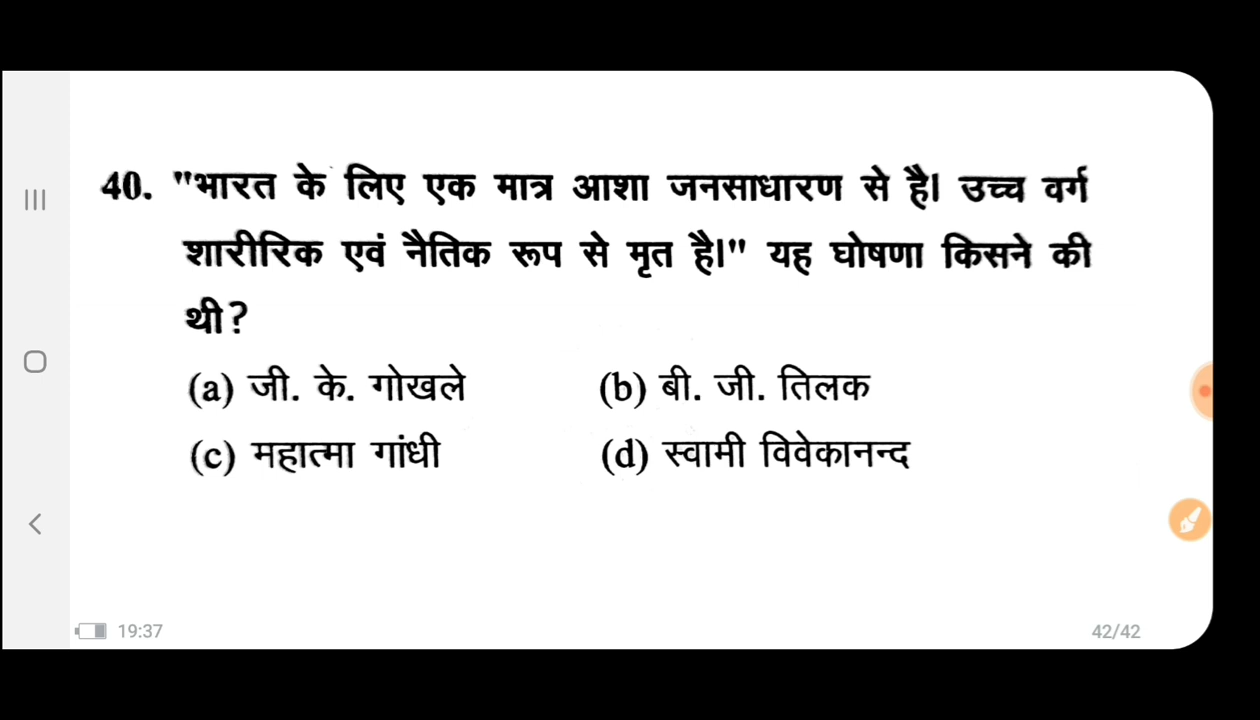 40. "भारत के लिए एक मात्र आशा जनसाधारण से है। उच्च वर्ग
शारीरिक एवं नैतिक रूप से मृत है।" यह घोषणा किसने की
थी?
(a) जी. के. गोखले (b) बी. जी. तिलक
(c) महात्मा गांधी (d) स्वामी विवेकानन्द
19:37 42/42